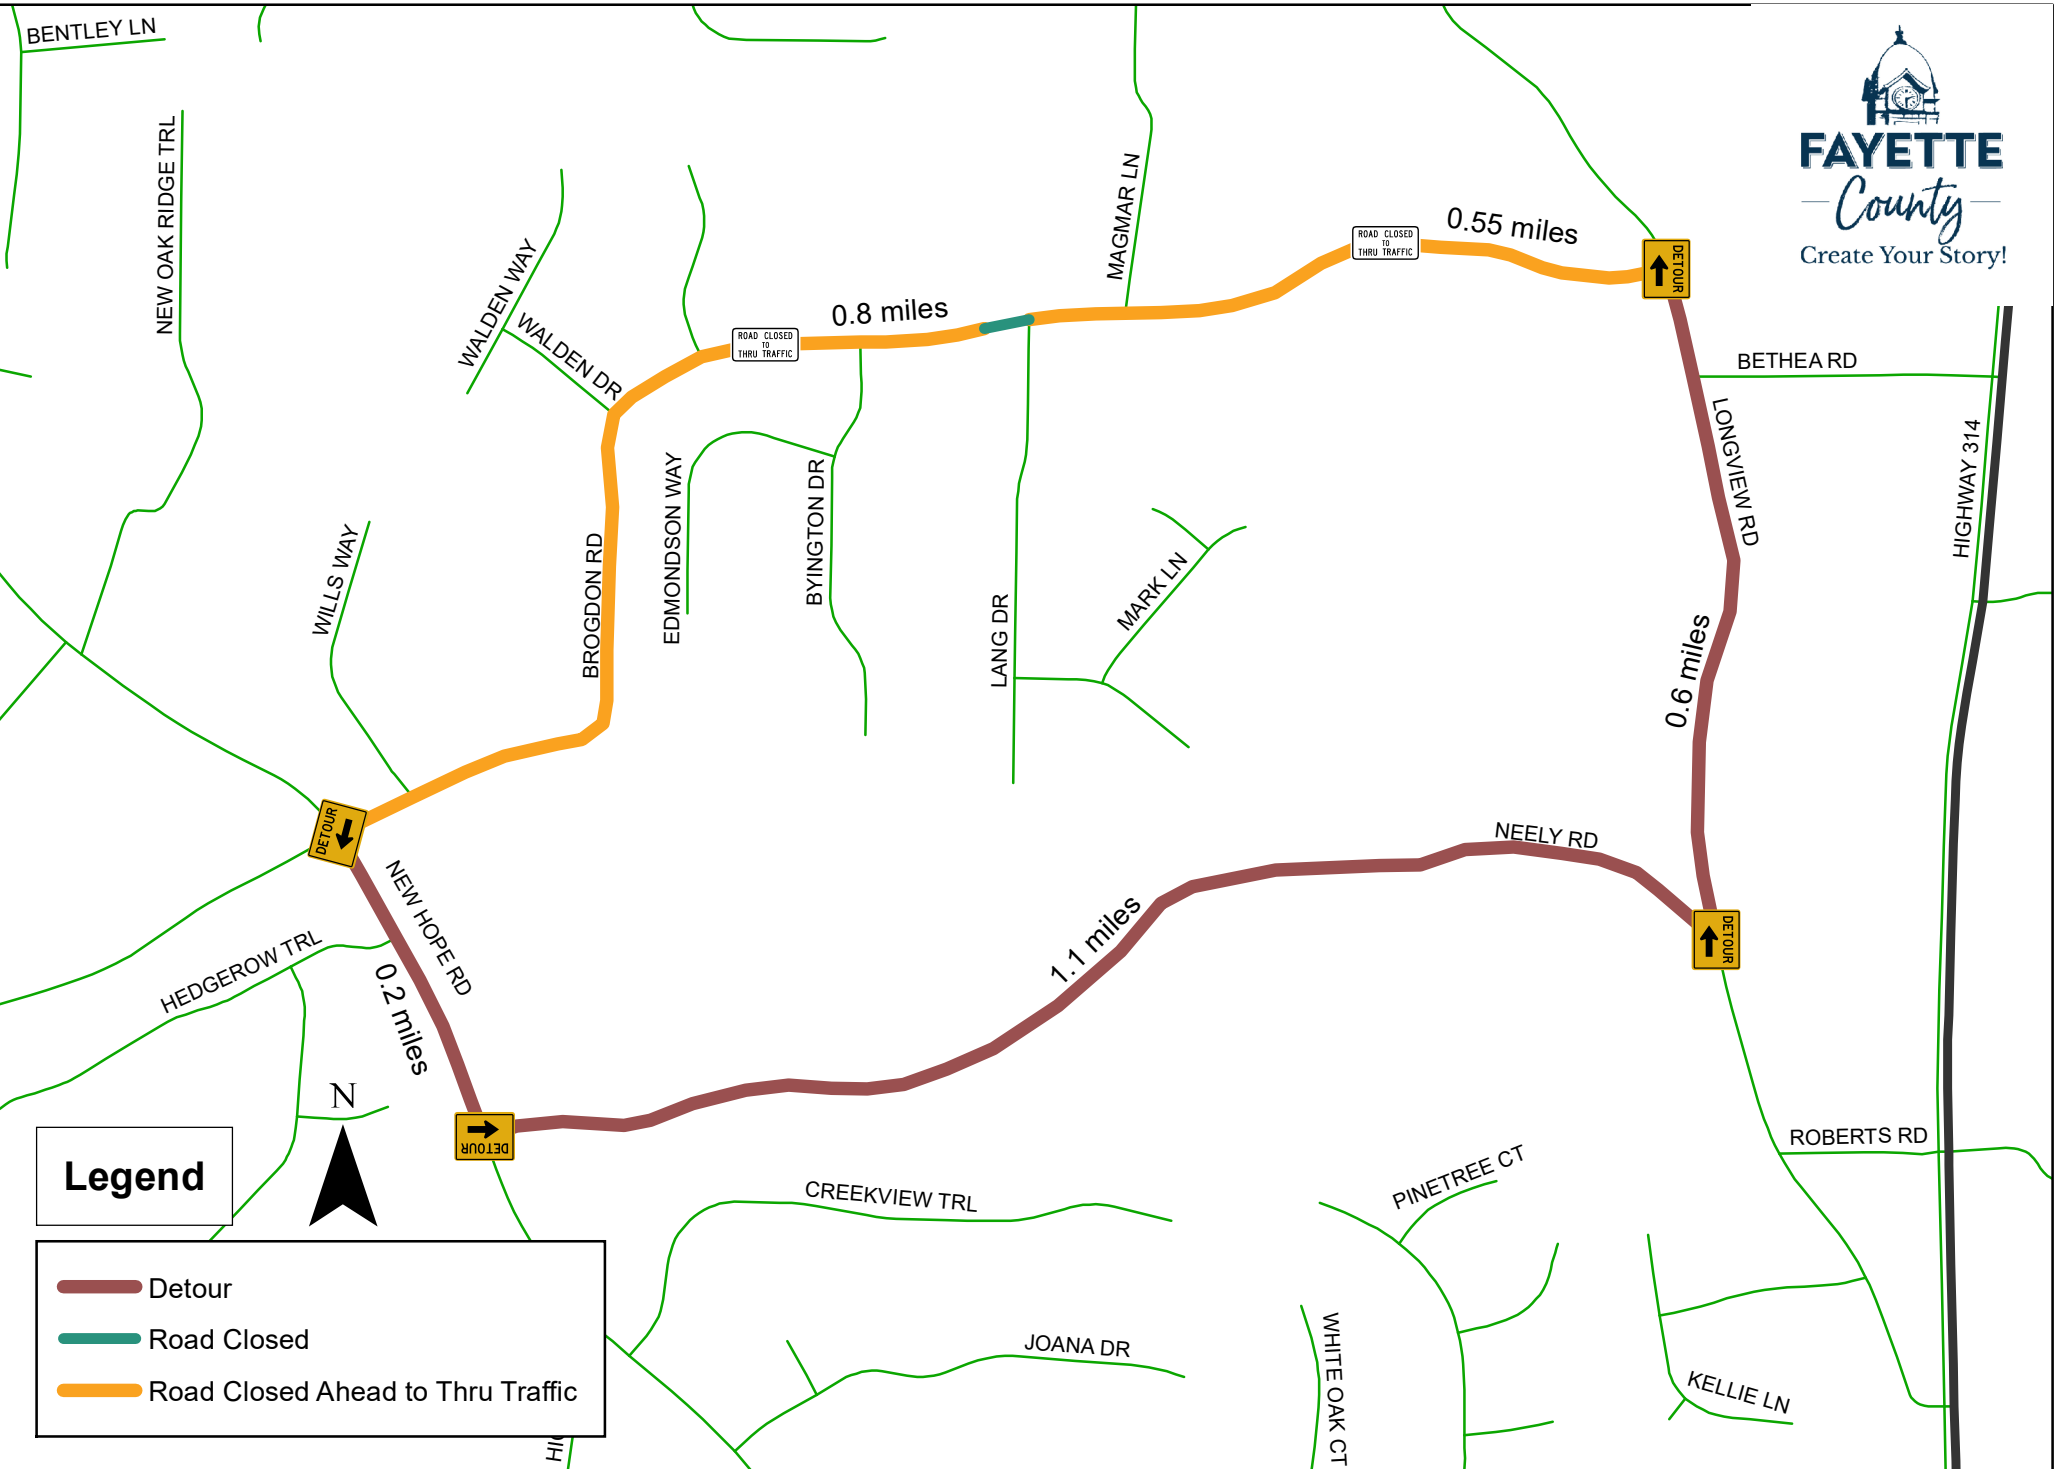 BENTLEY LN
FAYETTE
County
Create Your Story!
NEW OAK RIDGE TRL
MAGMAR LN
0.55 miles
ROAD CLOSED
TO
THRU TRAFFIC
DETOUR
WALDEN WAY
WALDEN DR
0.8 miles
ROAD CLOSED
TO
THRU TRAFFIC
BETHEA RD
LONGVIEW RD
HIGHWAY 314
WILLS WAY
BROGDON RD
EDMONDSON WAY
BYINGTON DR
LANG DR
MARK LN
0.6 miles
DETOUR
NEW HOPE RD
NEELY RD
1.1 miles
DETOUR
HEDGEROW TRL
0.2 miles
N
DETOUR
ROBERTS RD
Legend
CREEKVIEW TRL
PINETREE CT
Detour
Road Closed
Road Closed Ahead to Thru Traffic
JOANA DR
WHITE OAK CT
KELLIE LN